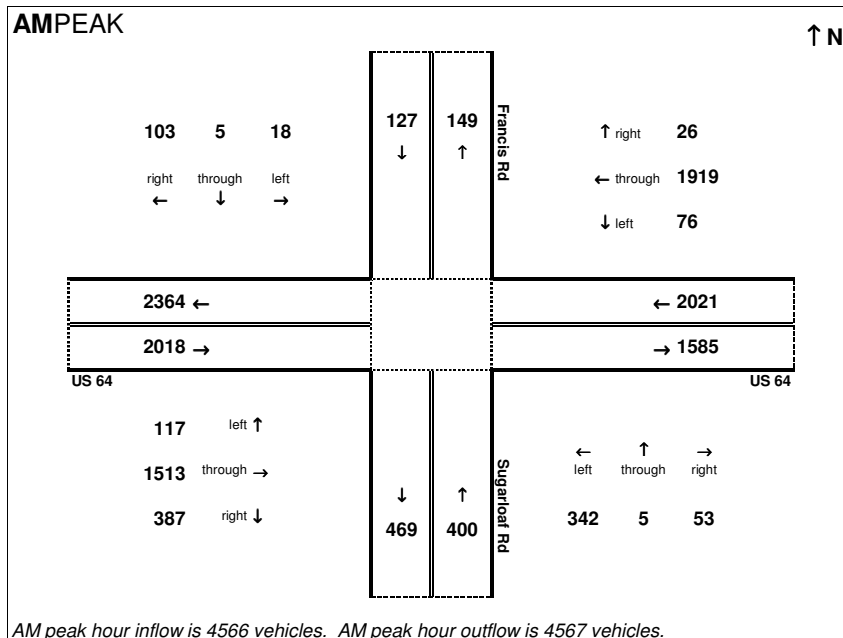 AMPEAK
↑ N
103 5 18
right through left
← ↓ →
127 149
↓ ↑
Francis Rd
↑ right 26
← through 1919
↓ left 76
2364 ←
2018 →
← 2021
→ 1585
US 64
US 64
117 left ↑
1513 through →
387 right ↓
↓ ↑
469 400
Sugarloaf Rd
← ↑ →
left through right
342 5 53
AM peak hour inflow is 4566 vehicles. AM peak hour outflow is 4567 vehicles.